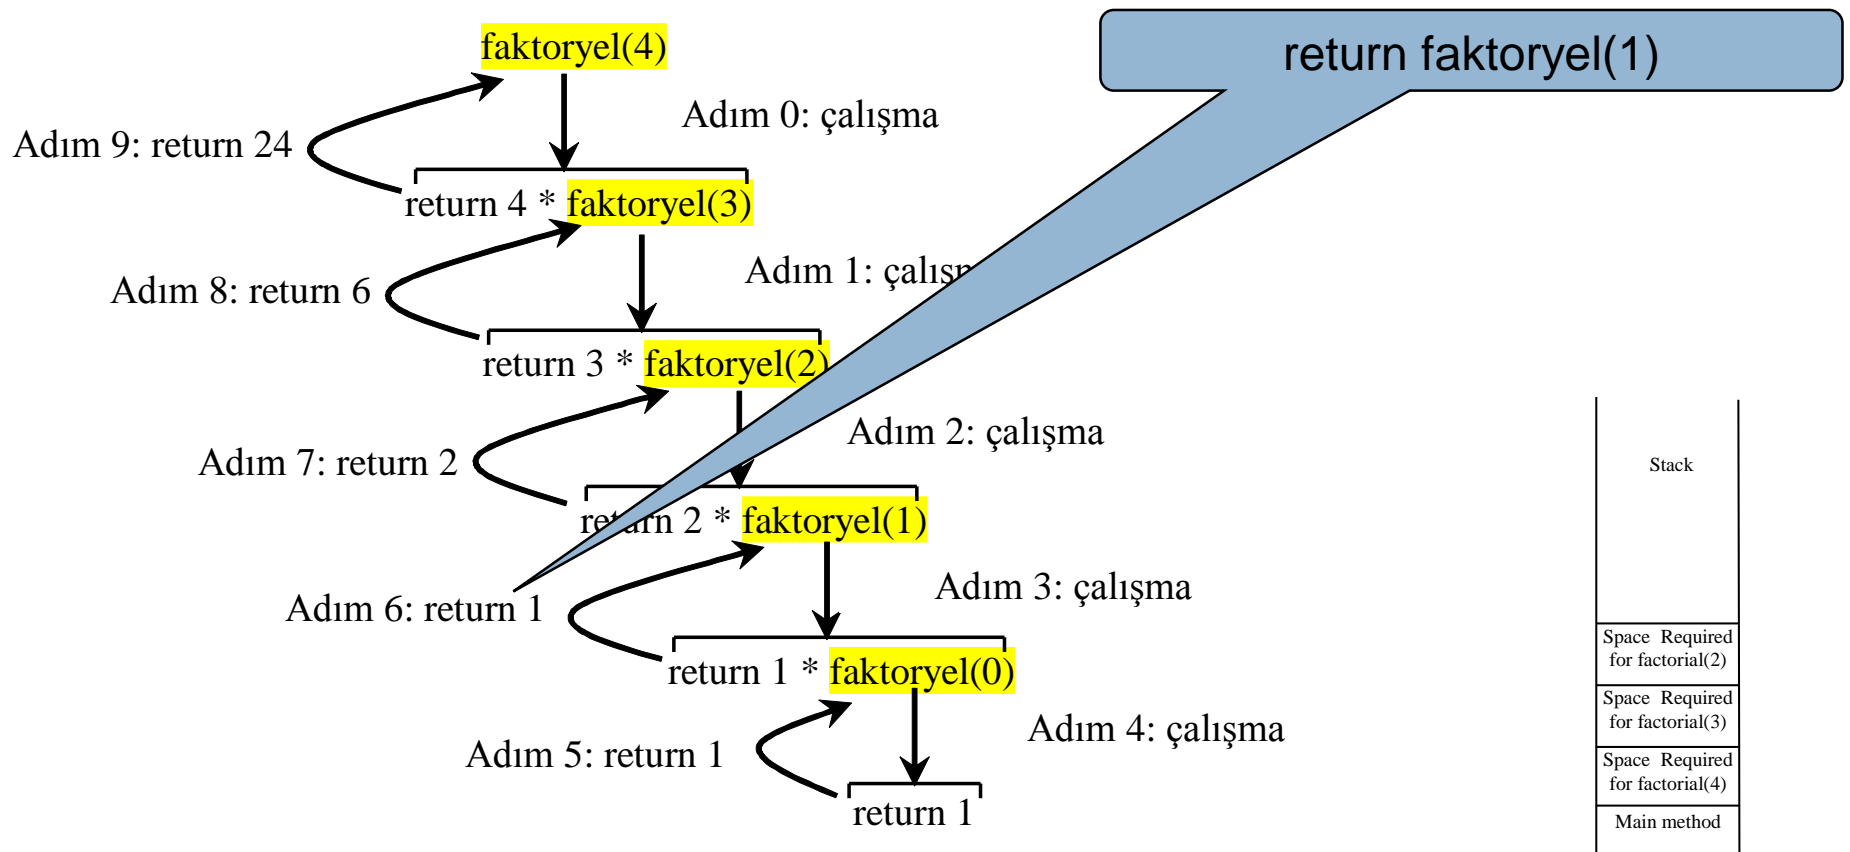 faktoryel(4)
return faktoryel(1)
Adım 0: çalışma
Adım 9: return 24
return 4 * faktoryel(3)
Adım 1:
Adım 8: return 6
return 3 * faktoryel(2)
Adım 2: çalışma
Adım 7: return 2
return 2 * faktoryel(1)
Adım 3: çalışma
Adım 6: return 1
return 1 * faktoryel(0)
Adım 4: çalışma
Adım 5: return 1
return 1
Stack
Space Required
for factorial(2)
Space Required
for factorial(3)
Space Required
for factorial(4)
Main method